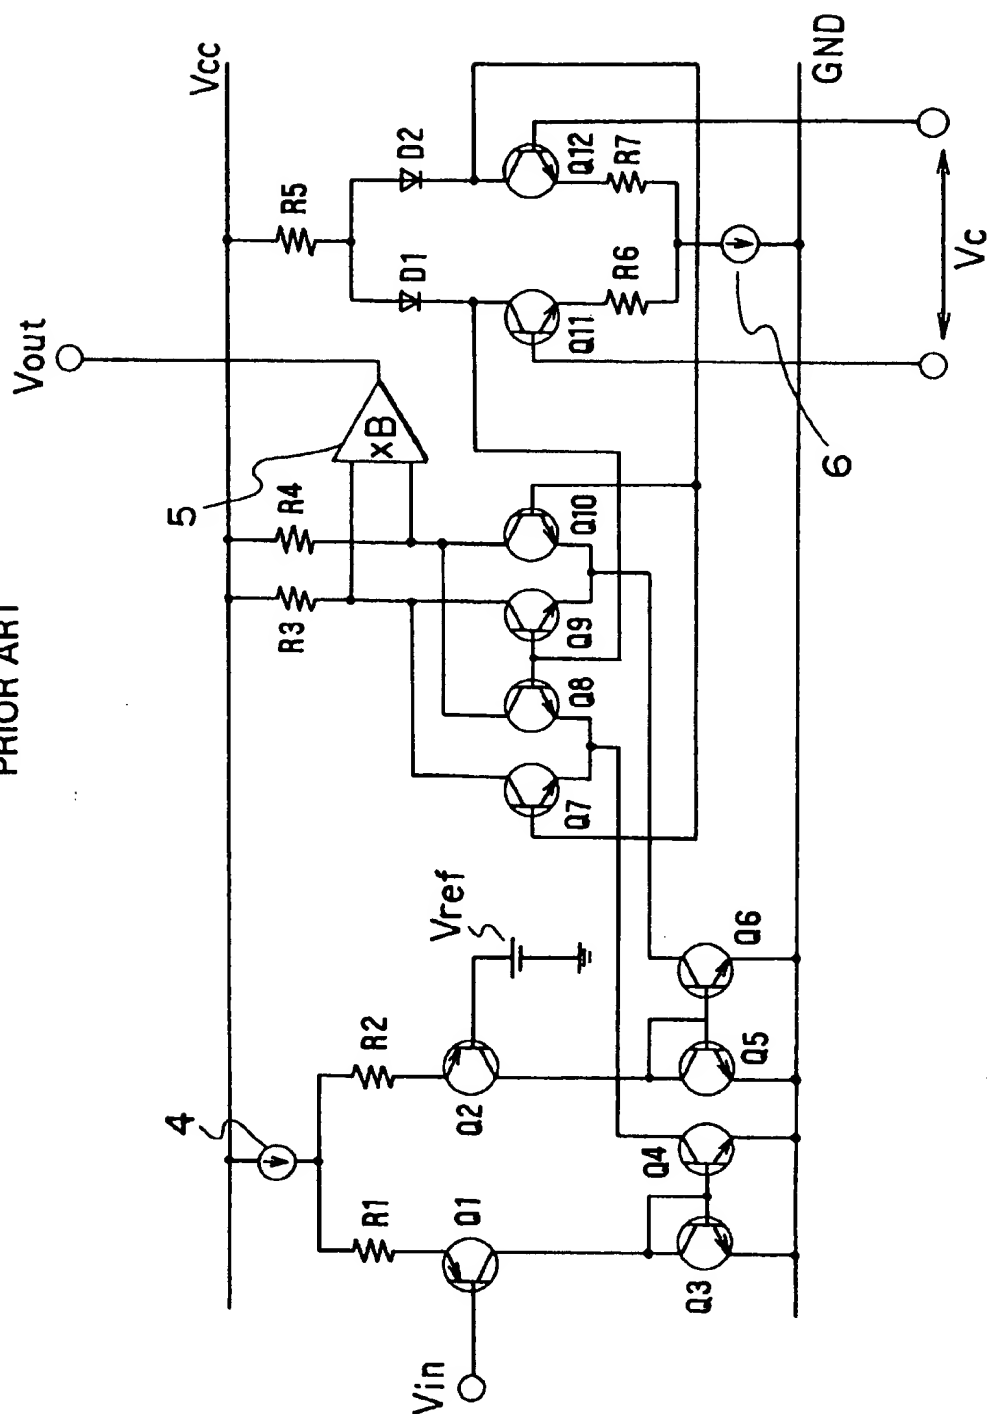 PRIOR ART
Vout
Vcc
5
R5
R3
R4
xB
D1
D2
4
R1
R2
Vref
Q1
Q2
Q7
Q8
Q9
Q10
Q11
Q12
R6
R7
Vin
Q3
Q4
Q5
Q6
6
GND
Vc